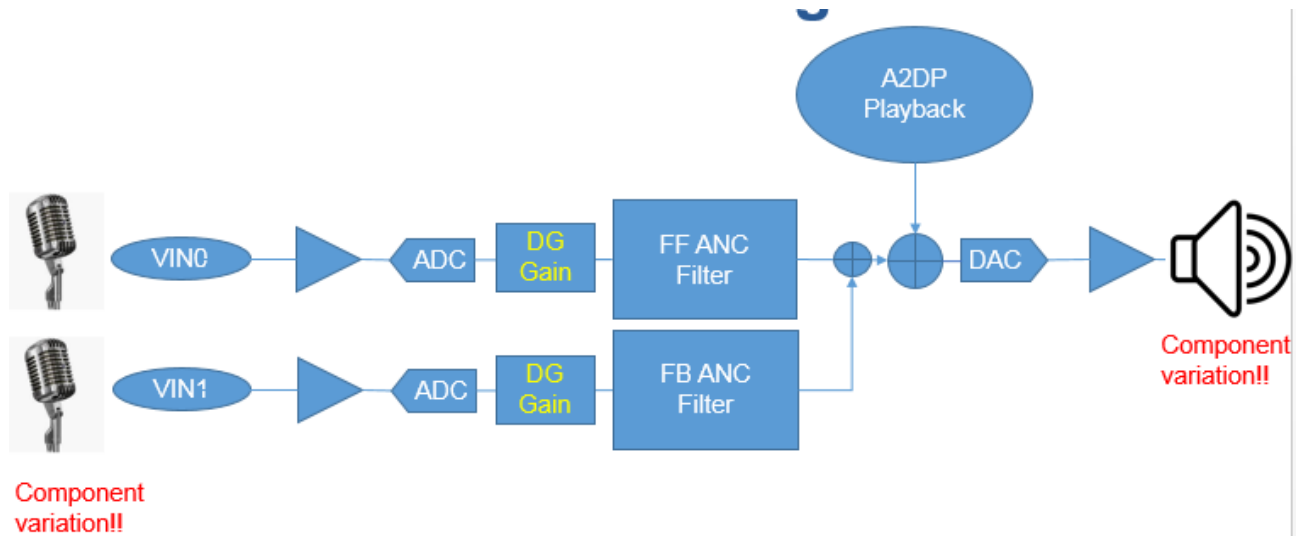 A2DP
Playback
VIN0
ADC
DG
Gain
FF ANC
Filter
DAC
VIN1
ADC
DG
Gain
FB ANC
Filter
Component
variation!!
Component
variation!!